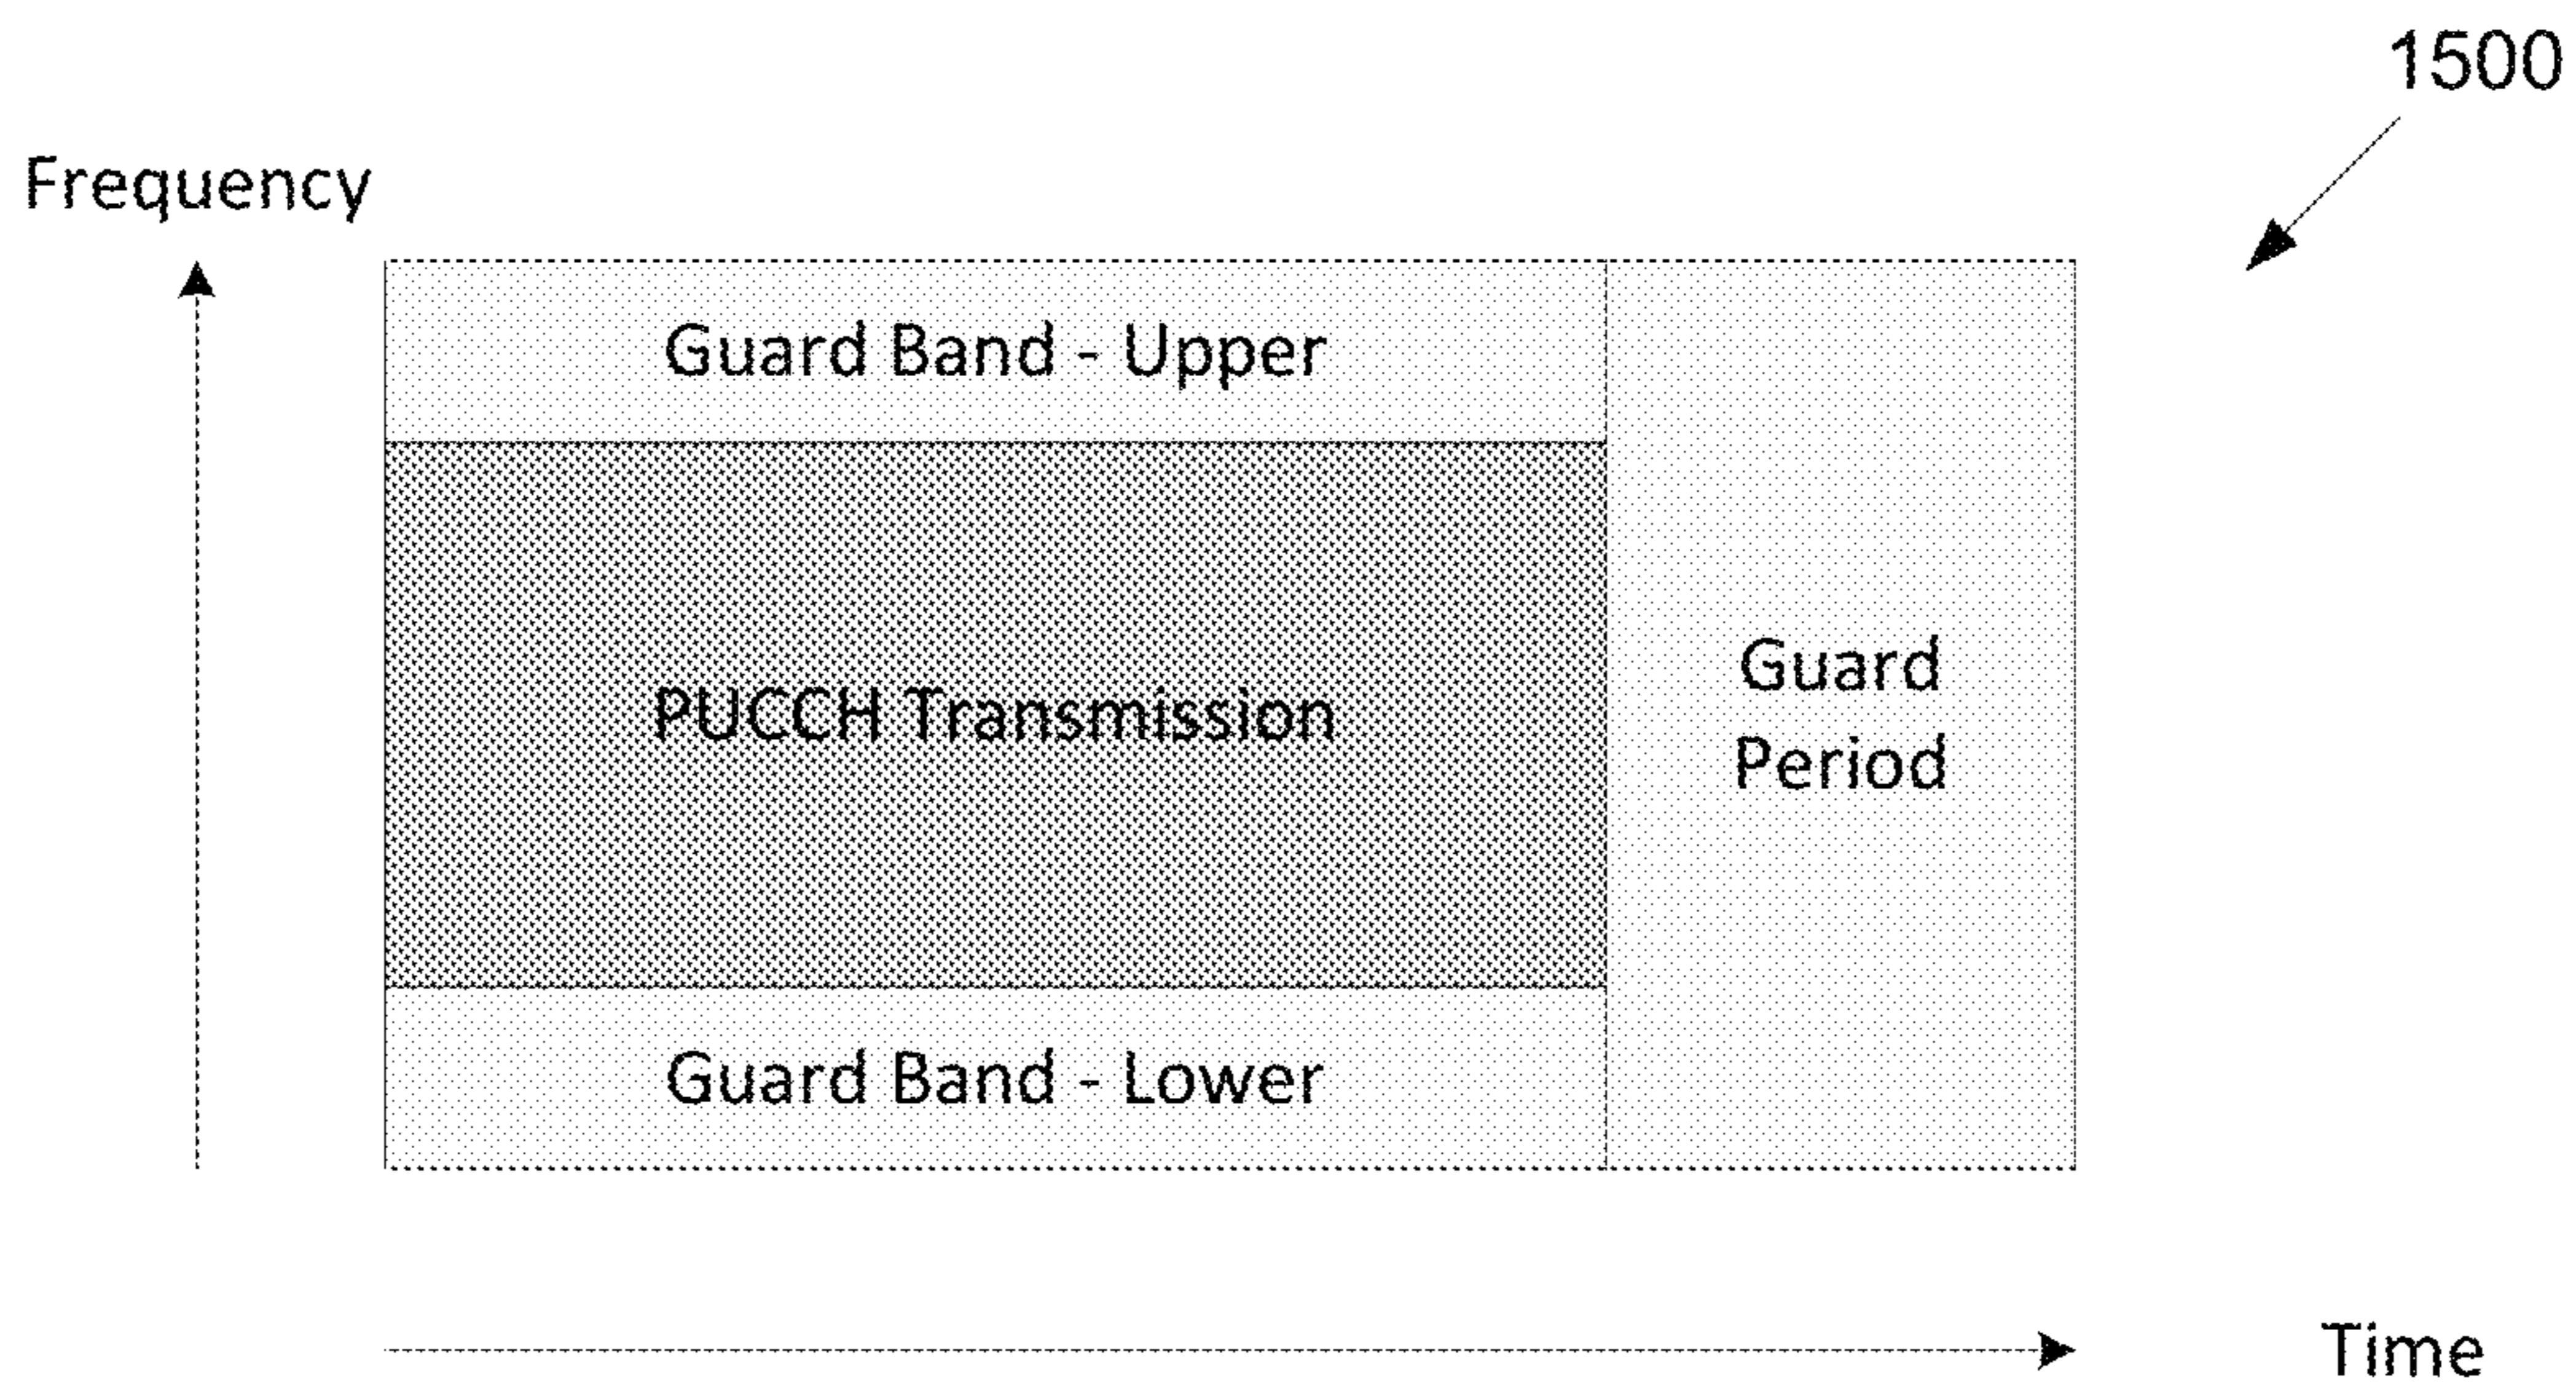 1500
Frequency
Guard Band - Upper
PUCCH Transmission
Guard
Period
Guard Band - Lower
Time